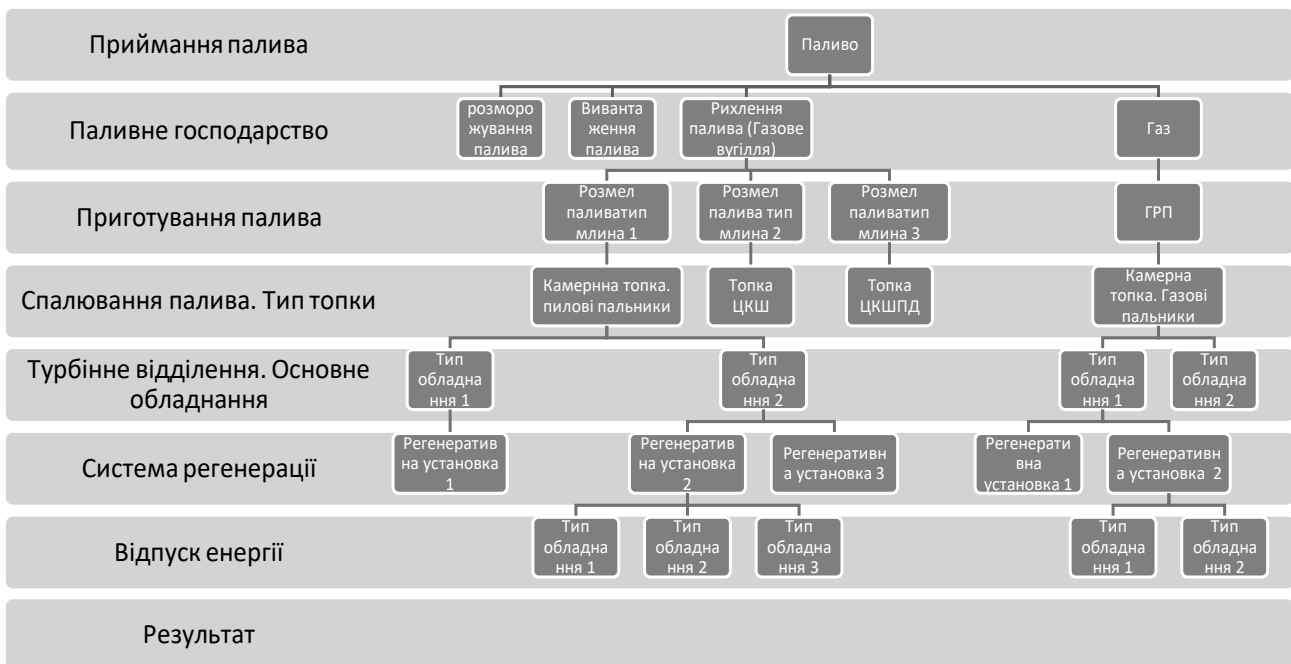 Приймання палива
Паливо
Паливне господарство
розморо
жування
палива
Виванта
ження
палива
Рихлення
палива (Газове
вугілля)
Газ
Приготування палива
Розмел
паливатип
млина 1
Розмел
палива тип
млина 2
Розмел
паливатип
млина 3
ГРП
Спалювання палива. Тип топки
Камернна топка.
пилові пальники
Топка
ЦКШ
Топка
ЦКШПД
Камерна
топка. Газові
пальники
Турбінне відділення. Основне
обладнання
Тип
обладна
ння 1
Тип
обладна
ння 2
Тип
обладна
ння 1
Тип
обладна
ння 2
Система регенерації
Регенератив
на установка
1
Регенератив
на установка
2
Регенеративн
а установка 3
Регенерати
вна
установка 1
Регенеративн
а установка 2
Відпуск енергії
Тип
обладна
ння 1
Тип
обладна
ння 2
Тип
обладна
ння 3
Тип
обладна
ння 1
Тип
обладна
ння 2
Результат